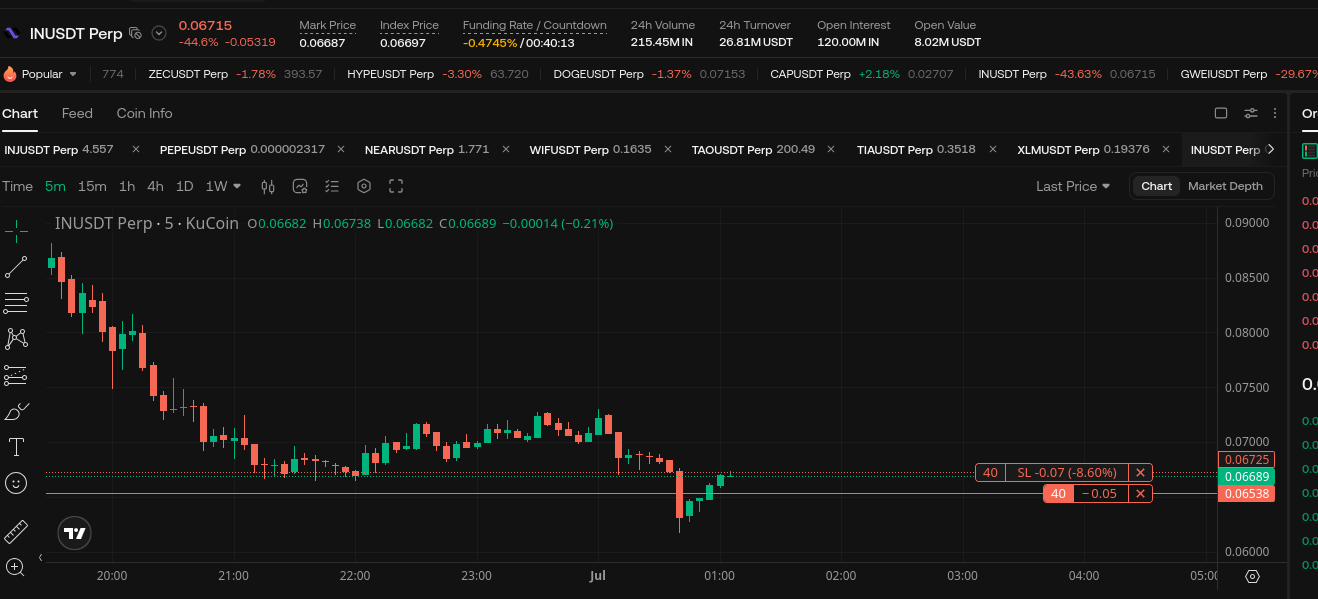 INUSDT Perp 0.06715 -44.6% -0.05319 Mark Price 0.06687 Index Price 0.06697 Funding Rate / Countdown -0.4745% / 00:40:13 24h Volume 215.45M IN 24h Turnover 26.81M USDT Open Interest 120.00M IN Open Value 8.02M USDT
Popular 774 ZECUSDT Perp -1.78% 393.57 HYPEUSDT Perp -3.30% 63.720 DOGEUSDT Perp -1.37% 0.07153 CAPUSDT Perp +2.18% 0.02707 INUSDT Perp -43.63% 0.06715 GWEIUSDT Perp -29.67%
Chart Feed Coin Info
INJUSDT Perp 4.557 PEPEUSDT Perp 0.000002317 NEARUSDT Perp 1.771 WIFUSDT Perp 0.1635 TAOUSDT Perp 200.49 TIAUSDT Perp 0.3518 XLMUSDT Perp 0.19376 INUSDT Perp
Time 5m 15m 1h 4h 1D 1W Last Price Chart Market Depth
INUSDT Perp · 5 · KuCoin O0.06682 H0.06738 L0.06682 C0.06689 −0.00014 (−0.21%)
0.09000
0.08500
0.08000
0.07500
0.07000
0.06725
40 SL -0.07 (-8.60%)
0.06689
40 −0.05 0.06538
0.06000
20:00 21:00 22:00 23:00 Jul 01:00 02:00 03:00 04:00